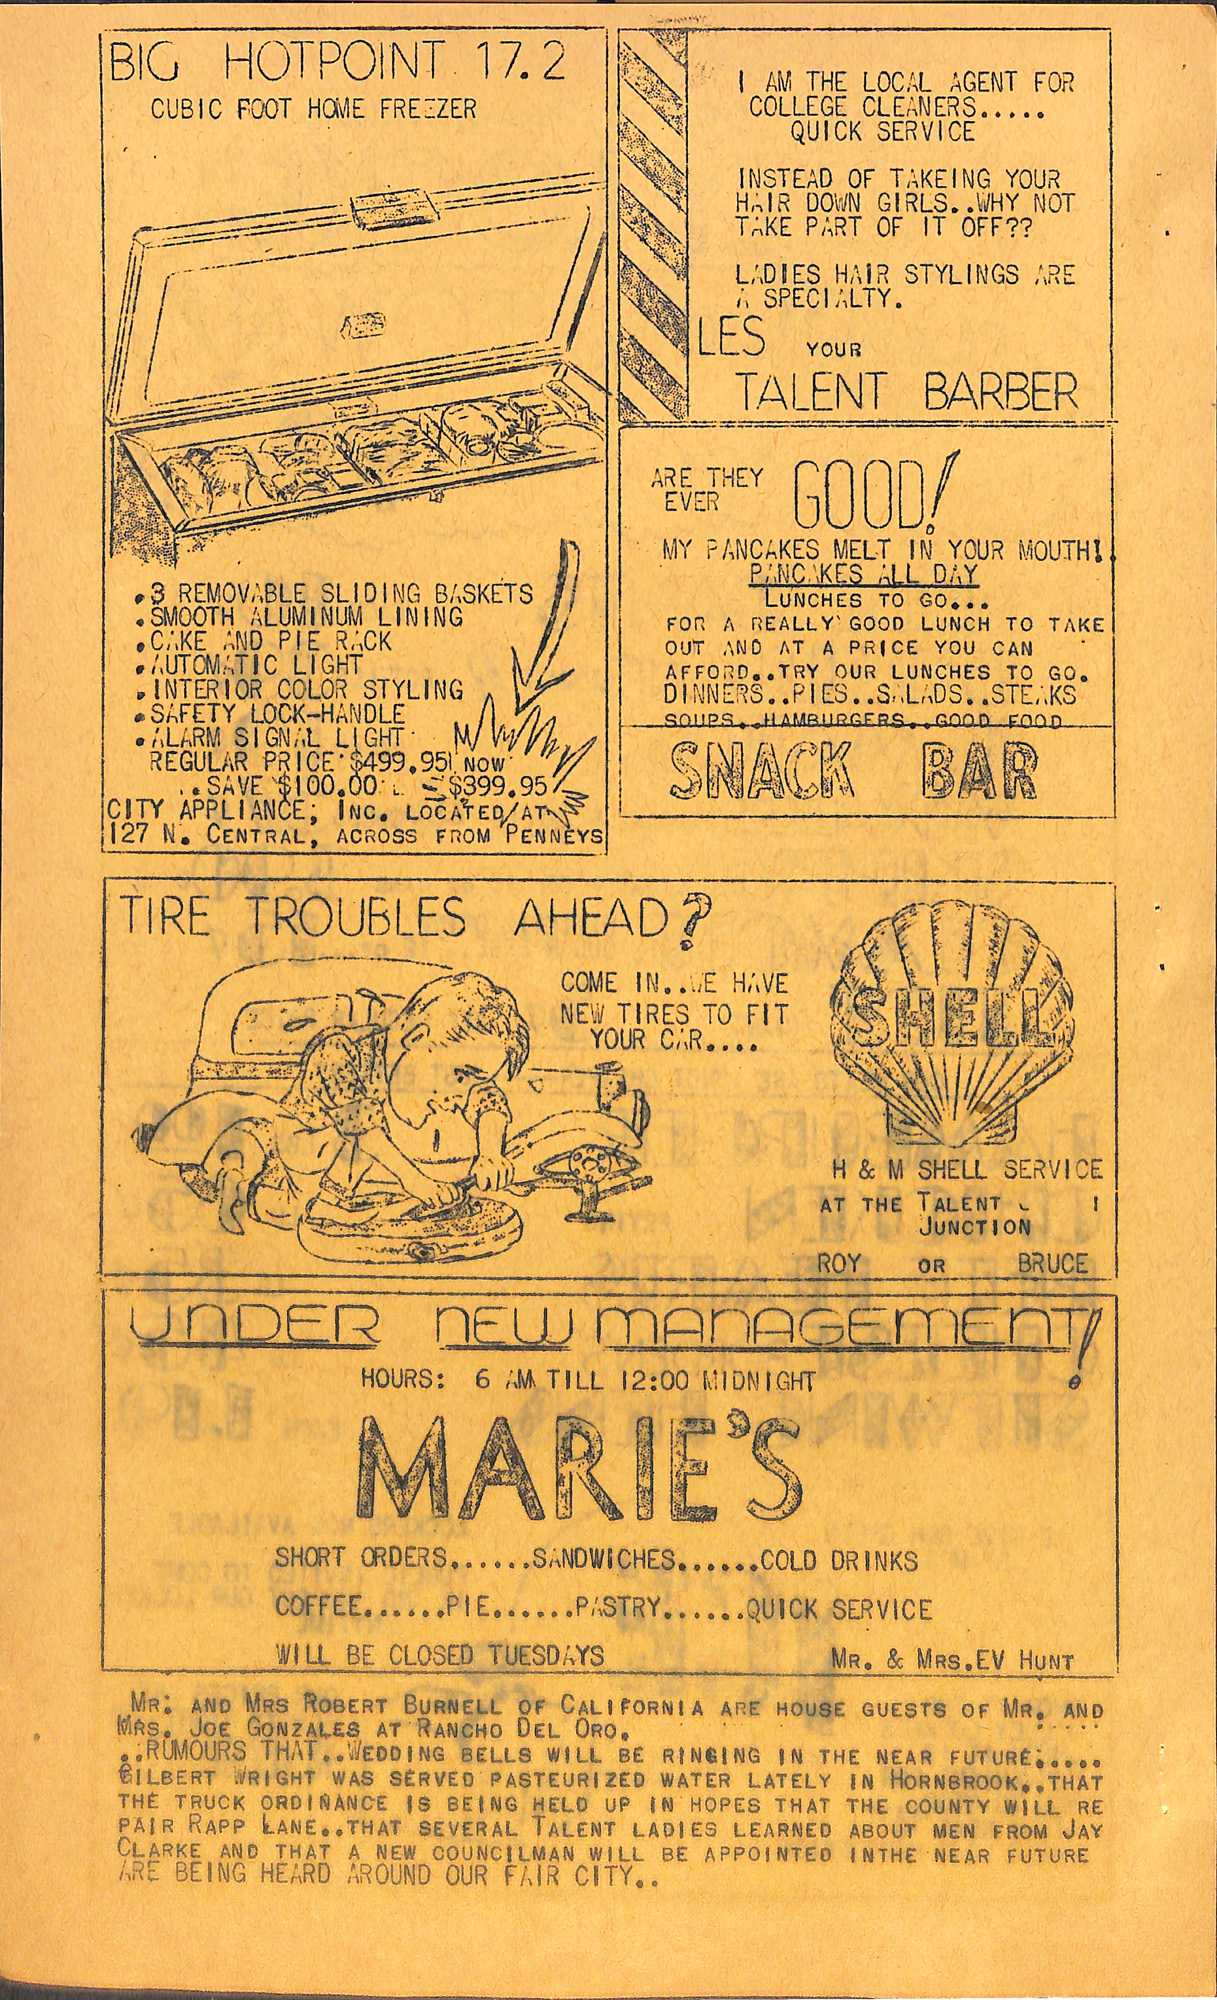 BIG HOTPOINT 17.2
CUBIC FOOT HOME FREEZER
.3 REMOVABLE SLIDING BASKETS
.SMOOTH ALUMINUM LINING
.CAKE AND PIE RACK
.AUTOMATIC LIGHT
.INTERIOR COLOR STYLING
.SAFETY LOCK-HANDLE
.ALARM SIGNAL LIGHT
REGULAR PRICE $499.95! NOW
..SAVE $100.00 $399.95
CITY APPLIANCE, INC. LOCATED AT
127 N. CENTRAL, ACROSS FROM PENNEYS
I AM THE LOCAL AGENT FOR
COLLEGE CLEANERS.....
QUICK SERVICE
INSTEAD OF TAKEING YOUR
HAIR DOWN GIRLS..WHY NOT
TAKE PART OF IT OFF??
LADIES HAIR STYLINGS ARE
A SPECIALTY.
LES YOUR
TALENT BARBER
ARE THEY
EVER GOOD!
MY PANCAKES MELT IN YOUR MOUTH!
PANCAKES ALL DAY
LUNCHES TO GO...
FOR A REALLY GOOD LUNCH TO TAKE
OUT AND AT A PRICE YOU CAN
AFFORD..TRY OUR LUNCHES TO GO.
DINNERS..PIES..SALADS..STEAKS
SOUPS..HAMBURGERS..GOOD FOOD
SNACK BAR
TIRE TROUBLES AHEAD?
COME IN..WE HAVE
NEW TIRES TO FIT
YOUR CAR....
SHELL
H & M SHELL SERVICE
AT THE TALENT
JUNCTION
ROY OR BRUCE
UNDER NEW MANAGEMENT!
HOURS: 6 AM TILL 12:00 MIDNIGHT
MARIE'S
SHORT ORDERS......SANDWICHES......COLD DRINKS
COFFEE......PIE......PASTRY......QUICK SERVICE
WILL BE CLOSED TUESDAYS MR. & MRS.EV HUNT
MR. AND MRS ROBERT BURNELL OF CALIFORNIA ARE HOUSE GUESTS OF MR. AND
MRS. JOE GONZALES AT RANCHO DEL ORO.
..RUMOURS THAT..WEDDING BELLS WILL BE RINGING IN THE NEAR FUTURE......
GILBERT WRIGHT WAS SERVED PASTEURIZED WATER LATELY IN HORNBROOK..THAT
THE TRUCK ORDINANCE IS BEING HELD UP IN HOPES THAT THE COUNTY WILL RE
PAIR RAPP LANE..THAT SEVERAL TALENT LADIES LEARNED ABOUT MEN FROM JAY
CLARKE AND THAT A NEW COUNCILMAN WILL BE APPOINTED INTHE NEAR FUTURE
ARE BEING HEARD AROUND OUR FAIR CITY..